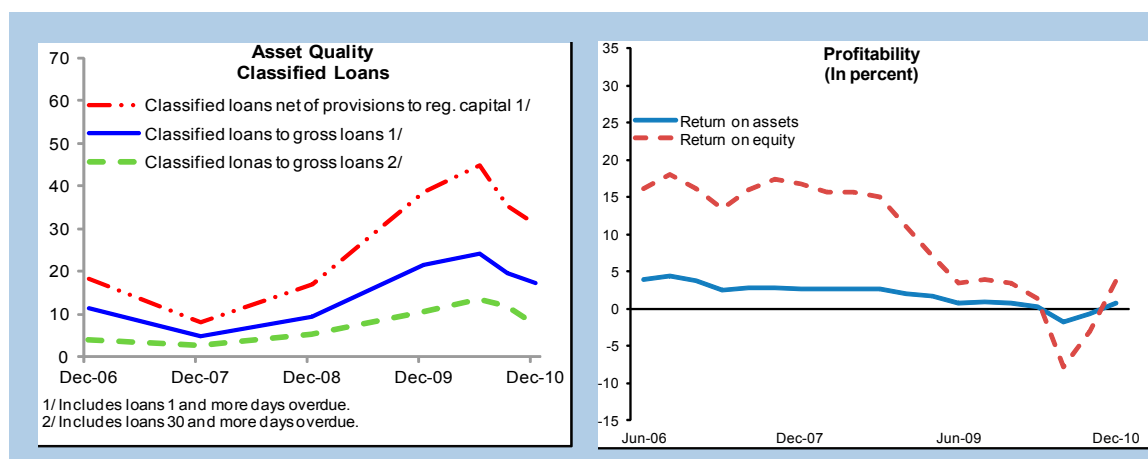 Asset Quality
Classified Loans
70
60
50
40
30
20
10
0
Classified loans net of provisions to reg. capital 1/
Classified loans to gross loans 1/
Classified lonas to gross loans 2/
Dec-06 Dec-07 Dec-08 Dec-09 Dec-10
1/ Includes loans 1 and more days overdue.
2/ Includes loans 30 and more days overdue.
Profitability
(In percent)
35
30
25
20
15
10
5
0
-5
-10
-15
Return on assets
Return on equity
Jun-06 Dec-07 Jun-09 Dec-10